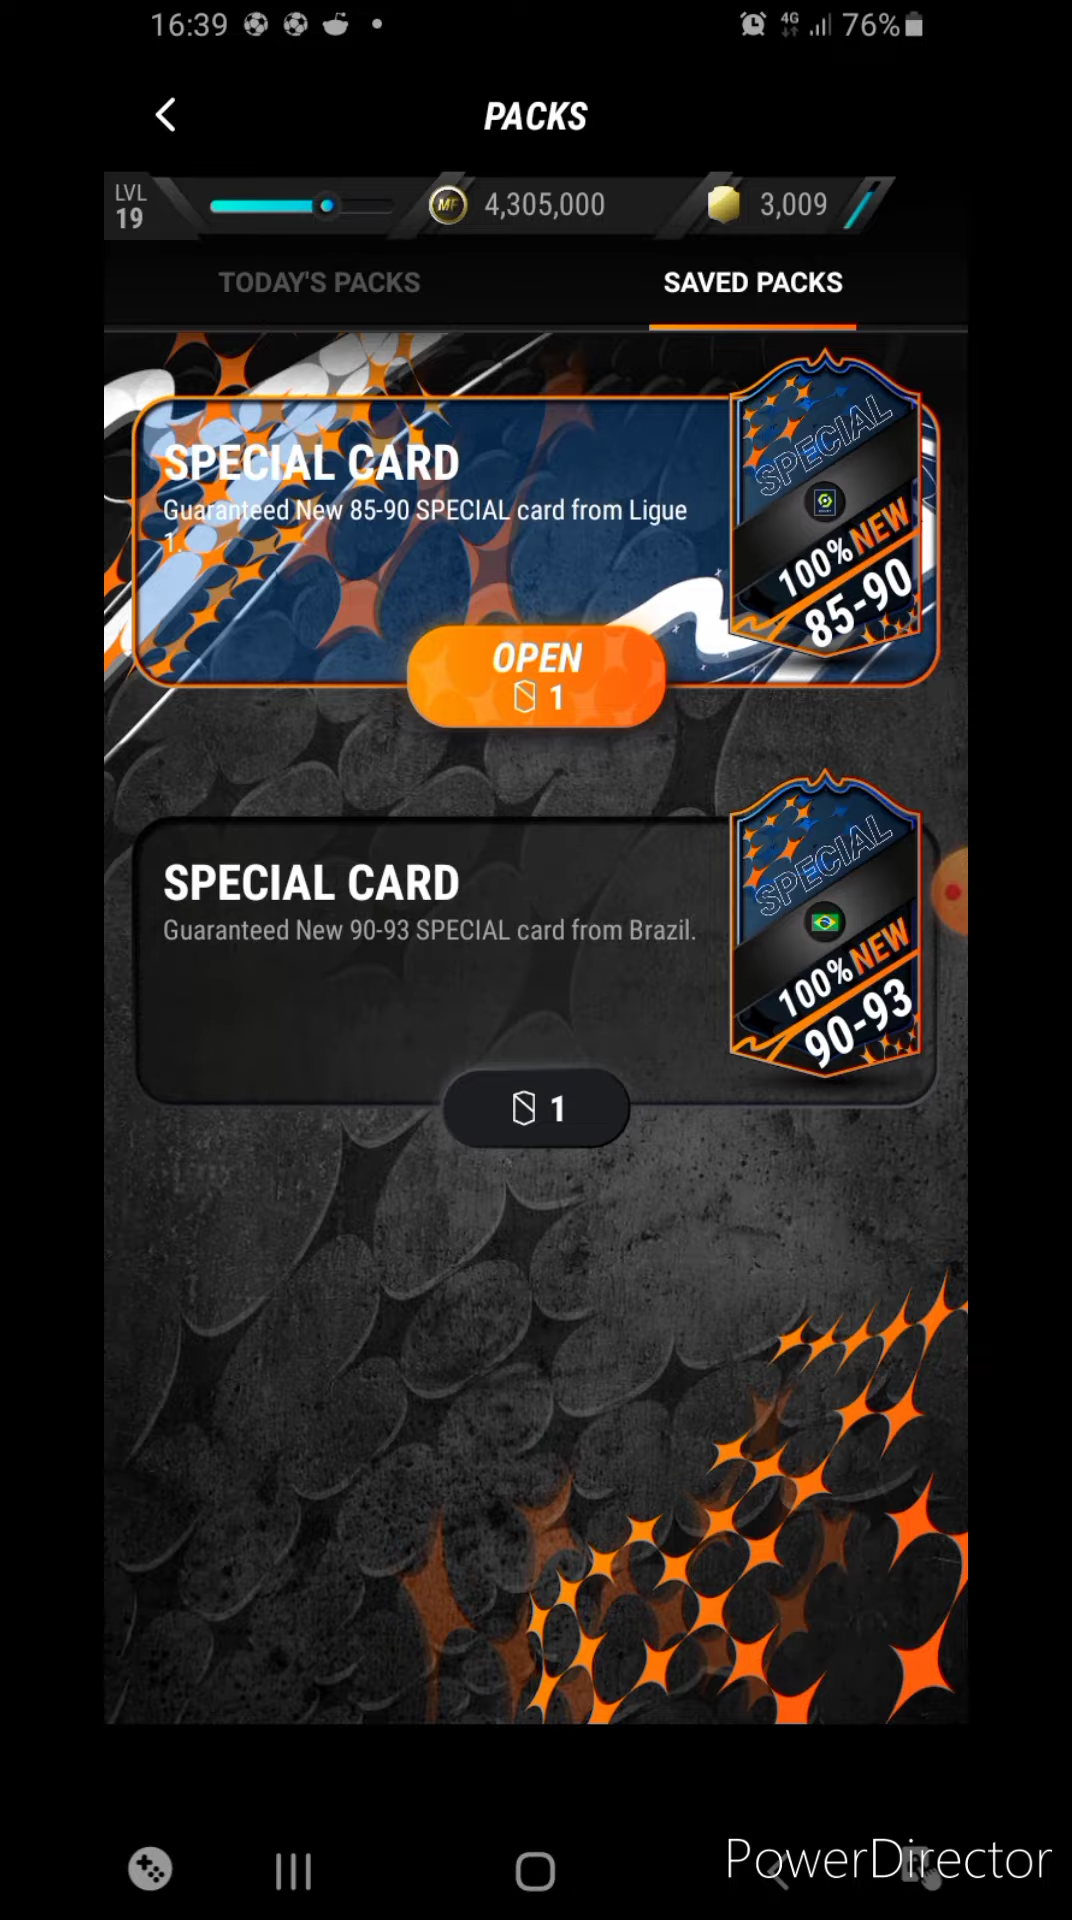 16:39
4G
76%
PACKS
LVL
19
MF
4,305,000
3,009
TODAY'S PACKS
SAVED PACKS
SPECIAL CARD
Guaranteed New 85-90 SPECIAL card from Ligue
1.
SPECIAL
100% NEW
85-90
OPEN
1
SPECIAL CARD
Guaranteed New 90-93 SPECIAL card from Brazil.
SPECIAL
100% NEW
90-93
1
PowerDirector